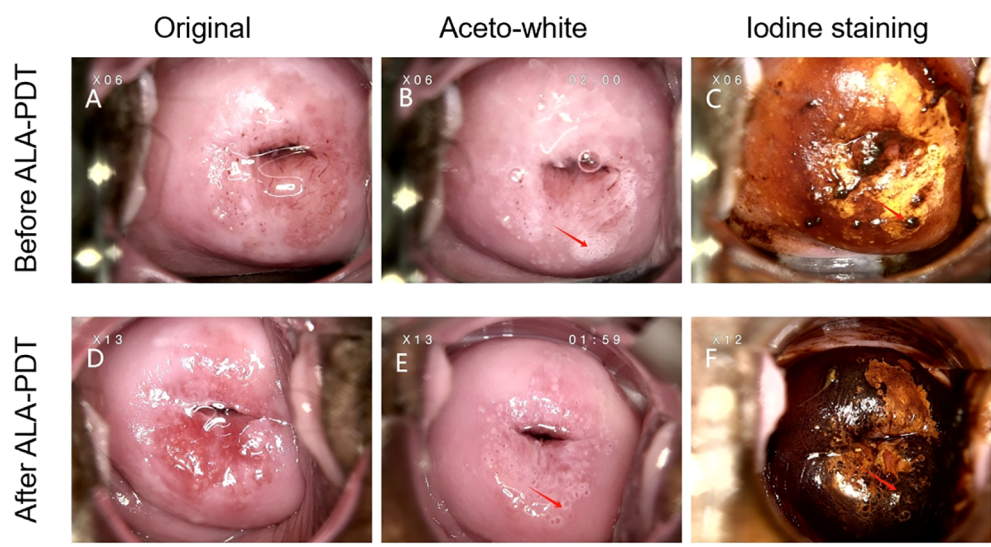 Original
Aceto-white
Iodine staining
Before ALA-PDT
X06
A
X06
02:00
B
X06
C
After ALA-PDT
X13
D
X13
01:59
E
X12
F